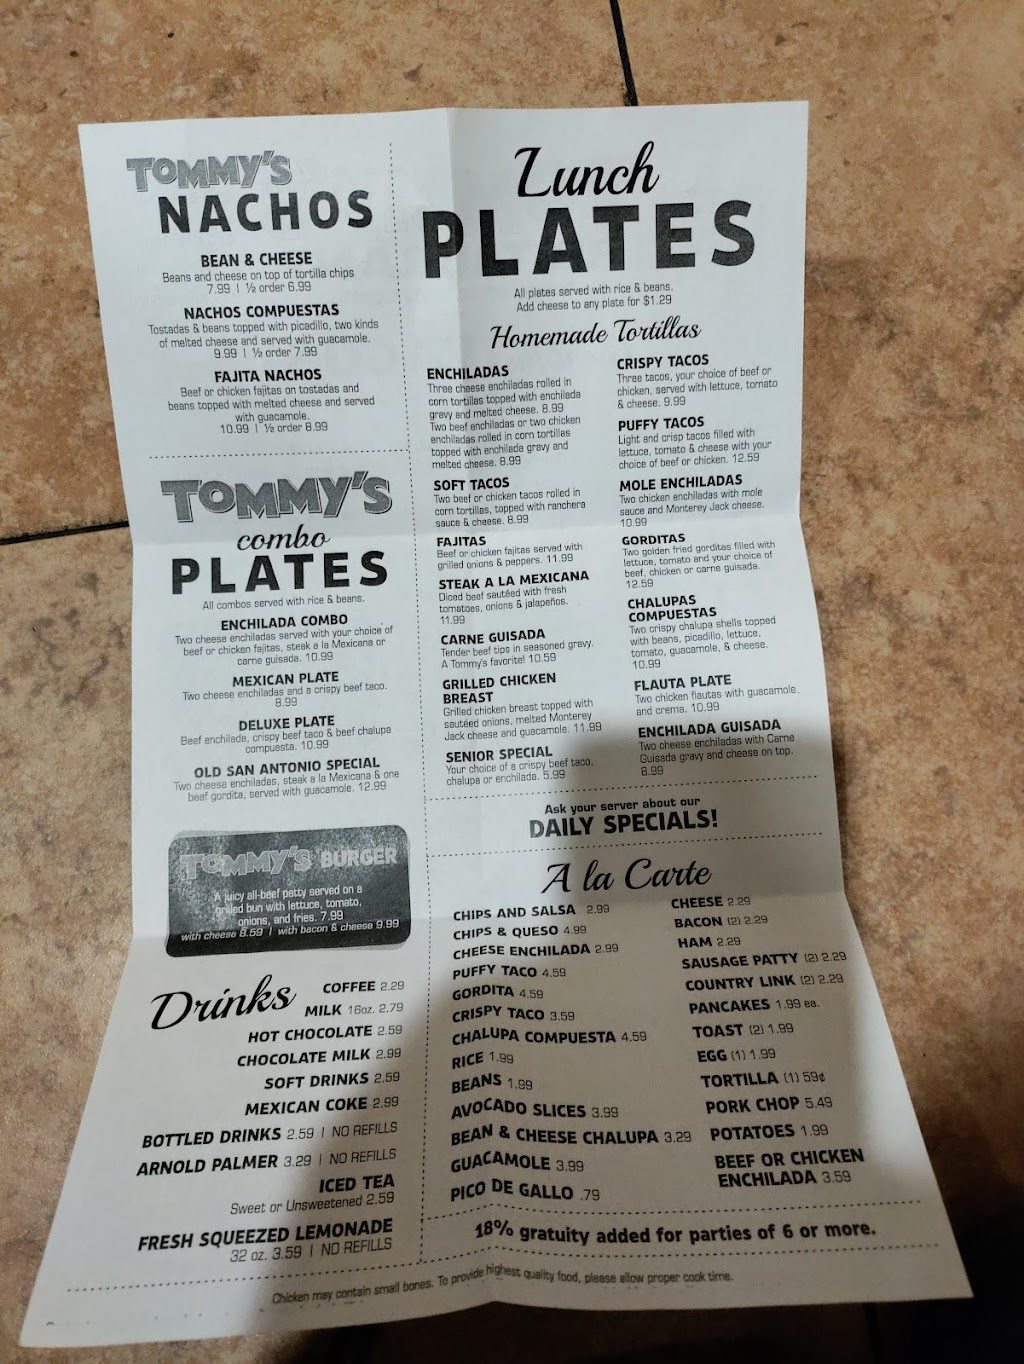 TOMMY'S
NACHOS
BEAN & CHEESE
Beans and cheese on top of tortilla chips
7.99 | ½ order 6.99
NACHOS COMPUESTAS
Tostadas & beans topped with picadillo, two kinds
of melted cheese and served with guacamole.
9.99 | ½ order 7.99
FAJITA NACHOS
Beef or chicken fajitas on tostadas and
beans topped with melted cheese and served
with guacamole.
10.99 | ½ order 8.99
TOMMY'S
combo
PLATES
All combos served with rice & beans.
ENCHILADA COMBO
Two cheese enchiladas served with your choice of
beef or chicken fajitas, steak a la Mexicana or
carne guisada. 10.99
MEXICAN PLATE
Two cheese enchiladas and a crispy beef taco.
8.99
DELUXE PLATE
Beef enchilada, crispy beef taco & beef chalupa
compuesta. 10.99
OLD SAN ANTONIO SPECIAL
Two cheese enchiladas, steak a la Mexicana & one
beef gordita, served with guacamole. 12.99
TOMMY'S BURGER
A juicy all-beef patty served on a
grilled bun with lettuce, tomato,
onions, and fries. 7.99
with cheese 8.59 | with bacon & cheese 9.99
Drinks
COFFEE 2.29
MILK 16oz. 2.79
HOT CHOCOLATE 2.59
CHOCOLATE MILK 2.99
SOFT DRINKS 2.59
MEXICAN COKE 2.99
BOTTLED DRINKS 2.59 | NO REFILLS
ARNOLD PALMER 3.29 | NO REFILLS
ICED TEA
Sweet or Unsweetened 2.59
FRESH SQUEEZED LEMONADE
32 oz. 3.59 | NO REFILLS
Lunch
PLATES
All plates served with rice & beans.
Add cheese to any plate for $1.29
Homemade Tortillas
ENCHILADAS
Three cheese enchiladas rolled in
corn tortillas topped with enchilada
gravy and melted cheese. 8.99
Two beef enchiladas or two chicken
enchiladas rolled in corn tortillas
topped with enchilada gravy and
melted cheese. 8.99
SOFT TACOS
Two beef or chicken tacos rolled in
corn tortillas, topped with ranchera
sauce & cheese. 8.99
FAJITAS
Beef or chicken fajitas served with
grilled onions & peppers. 11.99
STEAK A LA MEXICANA
Diced beef sautéed with fresh
tomatoes, onions & jalapeños.
11.99
CARNE GUISADA
Tender beef tips in seasoned gravy.
A Tommy's favorite! 10.59
GRILLED CHICKEN
BREAST
Grilled chicken breast topped with
sautéed onions, melted Monterey
Jack cheese and guacamole. 11.99
SENIOR SPECIAL
Your choice of a crispy beef taco,
chalupa or enchilada. 5.99
CRISPY TACOS
Three tacos, your choice of beef or
chicken, served with lettuce, tomato
& cheese. 9.99
PUFFY TACOS
Light and crisp tacos filled with
lettuce, tomato & cheese with your
choice of beef or chicken. 12.59
MOLE ENCHILADAS
Two chicken enchiladas with mole
sauce and Monterey Jack cheese.
10.99
GORDITAS
Two golden fried gorditas filled with
lettuce, tomato and your choice of
beef, chicken or carne guisada.
12.59
CHALUPAS
COMPUESTAS
Two crispy chalupa shells topped
with beans, picadillo, lettuce,
tomato, guacamole, & cheese.
10.99
FLAUTA PLATE
Two chicken flautas with guacamole,
and crema. 10.99
ENCHILADA GUISADA
Two cheese enchiladas with Carne
Guisada gravy and cheese on top.
8.99
Ask your server about our
DAILY SPECIALS!
A la Carte
CHIPS AND SALSA 2.99
CHIPS & QUESO 4.99
CHEESE ENCHILADA 2.99
PUFFY TACO 4.59
GORDITA 4.59
CRISPY TACO 3.59
CHALUPA COMPUESTA 4.59
RICE 1.99
BEANS 1.99
AVOCADO SLICES 3.99
BEAN & CHEESE CHALUPA 3.29
GUACAMOLE 3.99
PICO DE GALLO .79
CHEESE 2.29
BACON (2) 2.29
HAM 2.29
SAUSAGE PATTY (2) 2.29
COUNTRY LINK (2) 2.29
PANCAKES 1.99 ea.
TOAST (2) 1.99
EGG (1) 1.99
TORTILLA (1) 59¢
PORK CHOP 5.49
POTATOES 1.99
BEEF OR CHICKEN
ENCHILADA 3.59
18% gratuity added for parties of 6 or more.
Chicken may contain small bones. To provide highest quality food, please allow proper cook time.